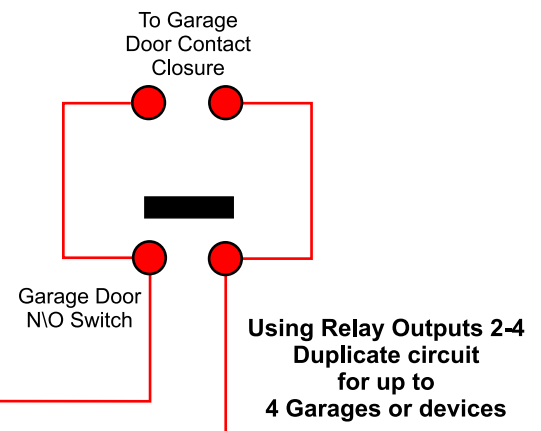 To Garage
Door Contact
Closure
Garage Door
N\O Switch
Using Relay Outputs 2-4
Duplicate circuit
for up to
4 Garages or devices